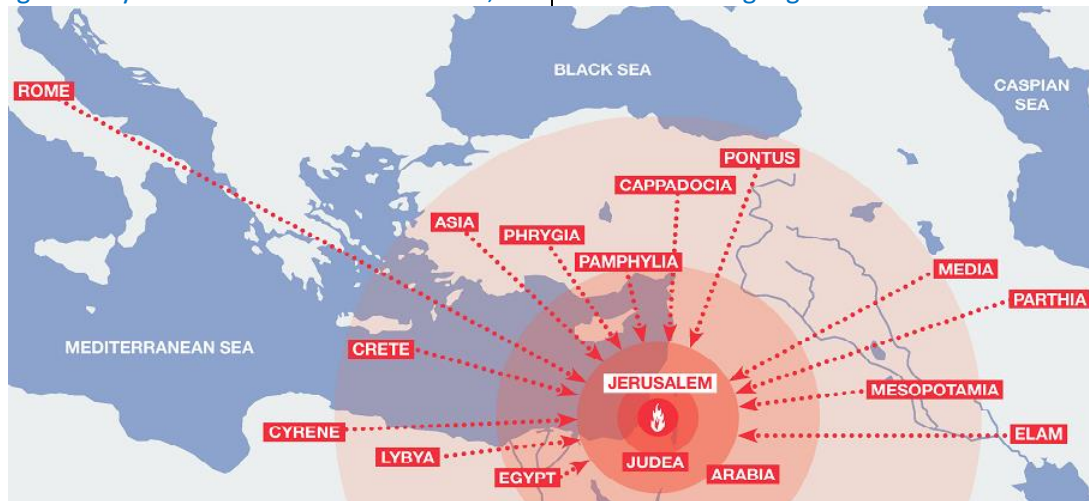 BLACK SEA
CASPIAN
SEA
ROME
PONTUS
CAPPADOCIA
ASIA
PHRYGIA
PAMPHYLIA
MEDIA
PARTHIA
MEDITERRANEAN SEA
CRETE
JERUSALEM
MESOPOTAMIA
CYRENE
ELAM
LYBYA
JUDEA
EGYPT
ARABIA